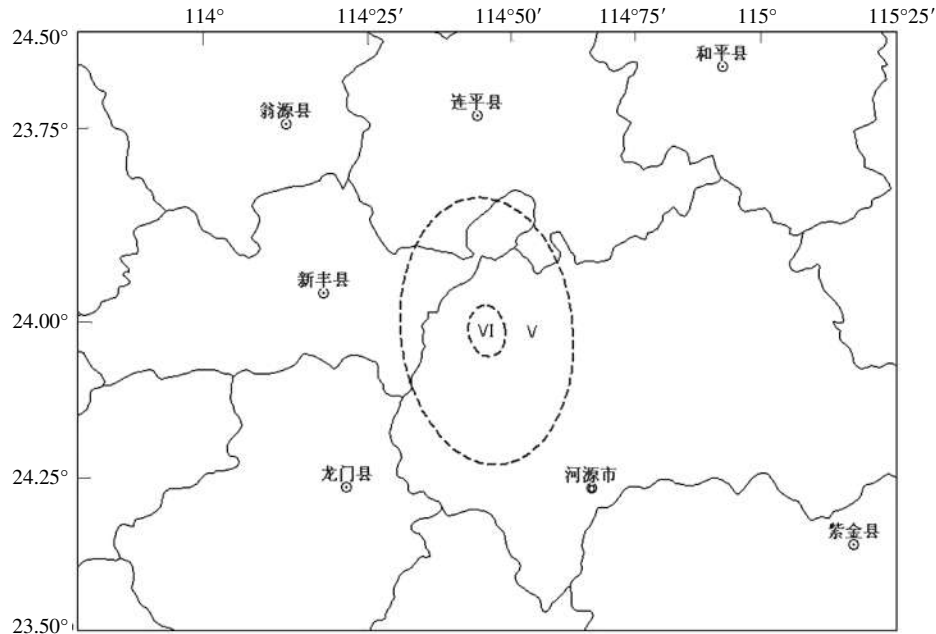 114° 114°25′ 114°50′ 114°75′ 115° 115°25′
24.50°
和平县
连平县
翁源县
23.75°
新丰县
24.00°
VI V
24.25°
龙门县
河源市
紫金县
23.50°